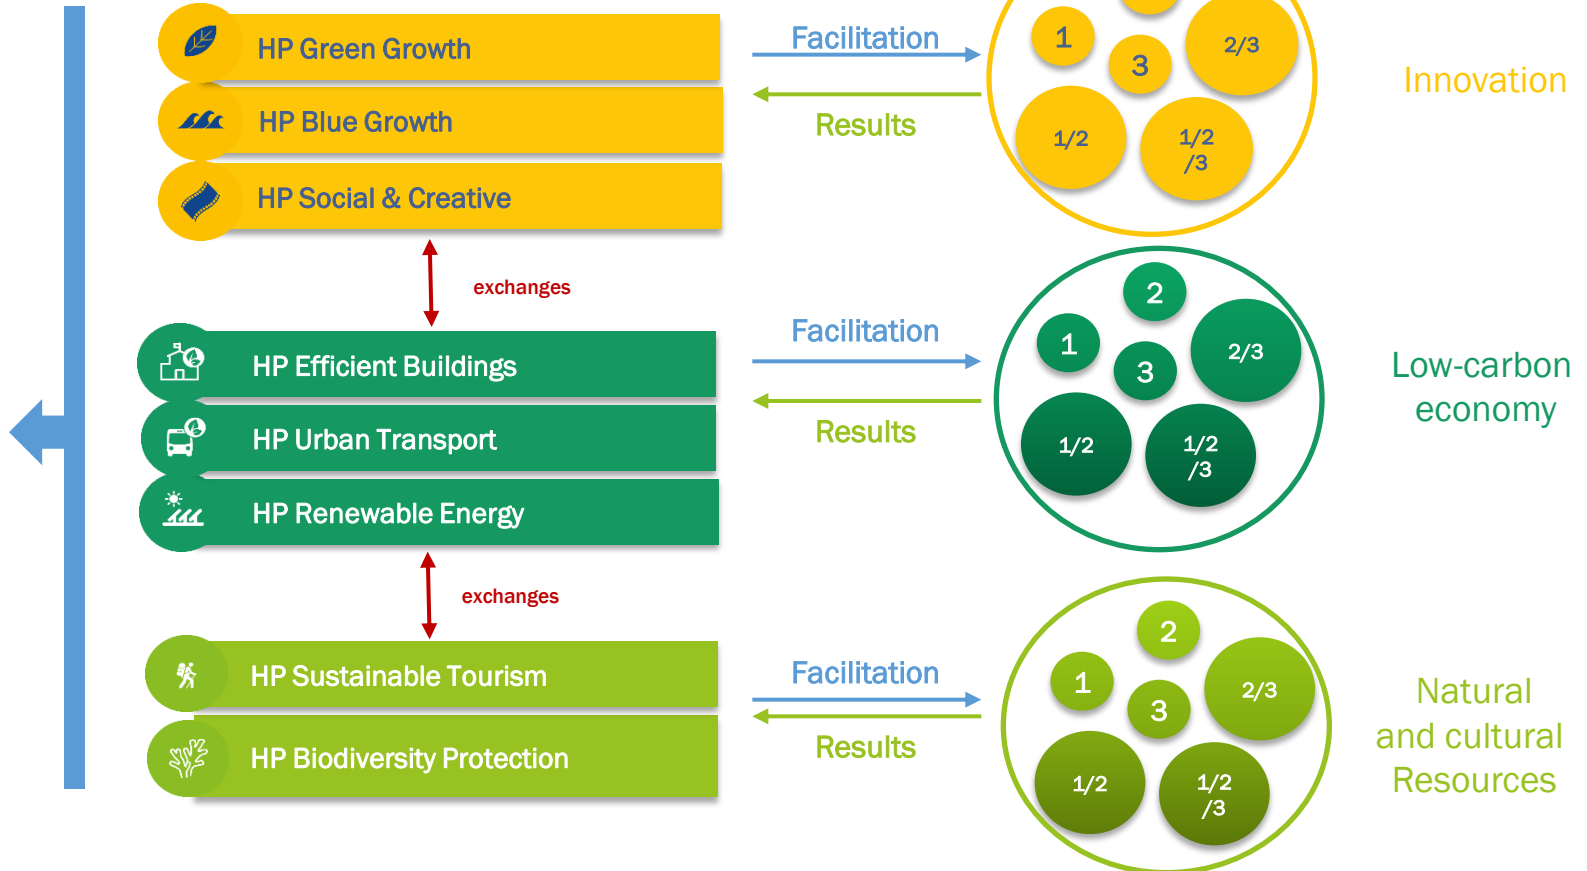 HP Green Growth
HP Blue Growth
HP Social & Creative
Facilitation
Results
1
3
2/3
1/2
1/2
/3
Innovation
exchanges
HP Efficient Buildings
HP Urban Transport
HP Renewable Energy
Facilitation
Results
2
1
3
2/3
1/2
1/2
/3
Low-carbon
economy
exchanges
HP Sustainable Tourism
HP Biodiversity Protection
Facilitation
Results
2
1
3
2/3
1/2
1/2
/3
Natural
and cultural
Resources